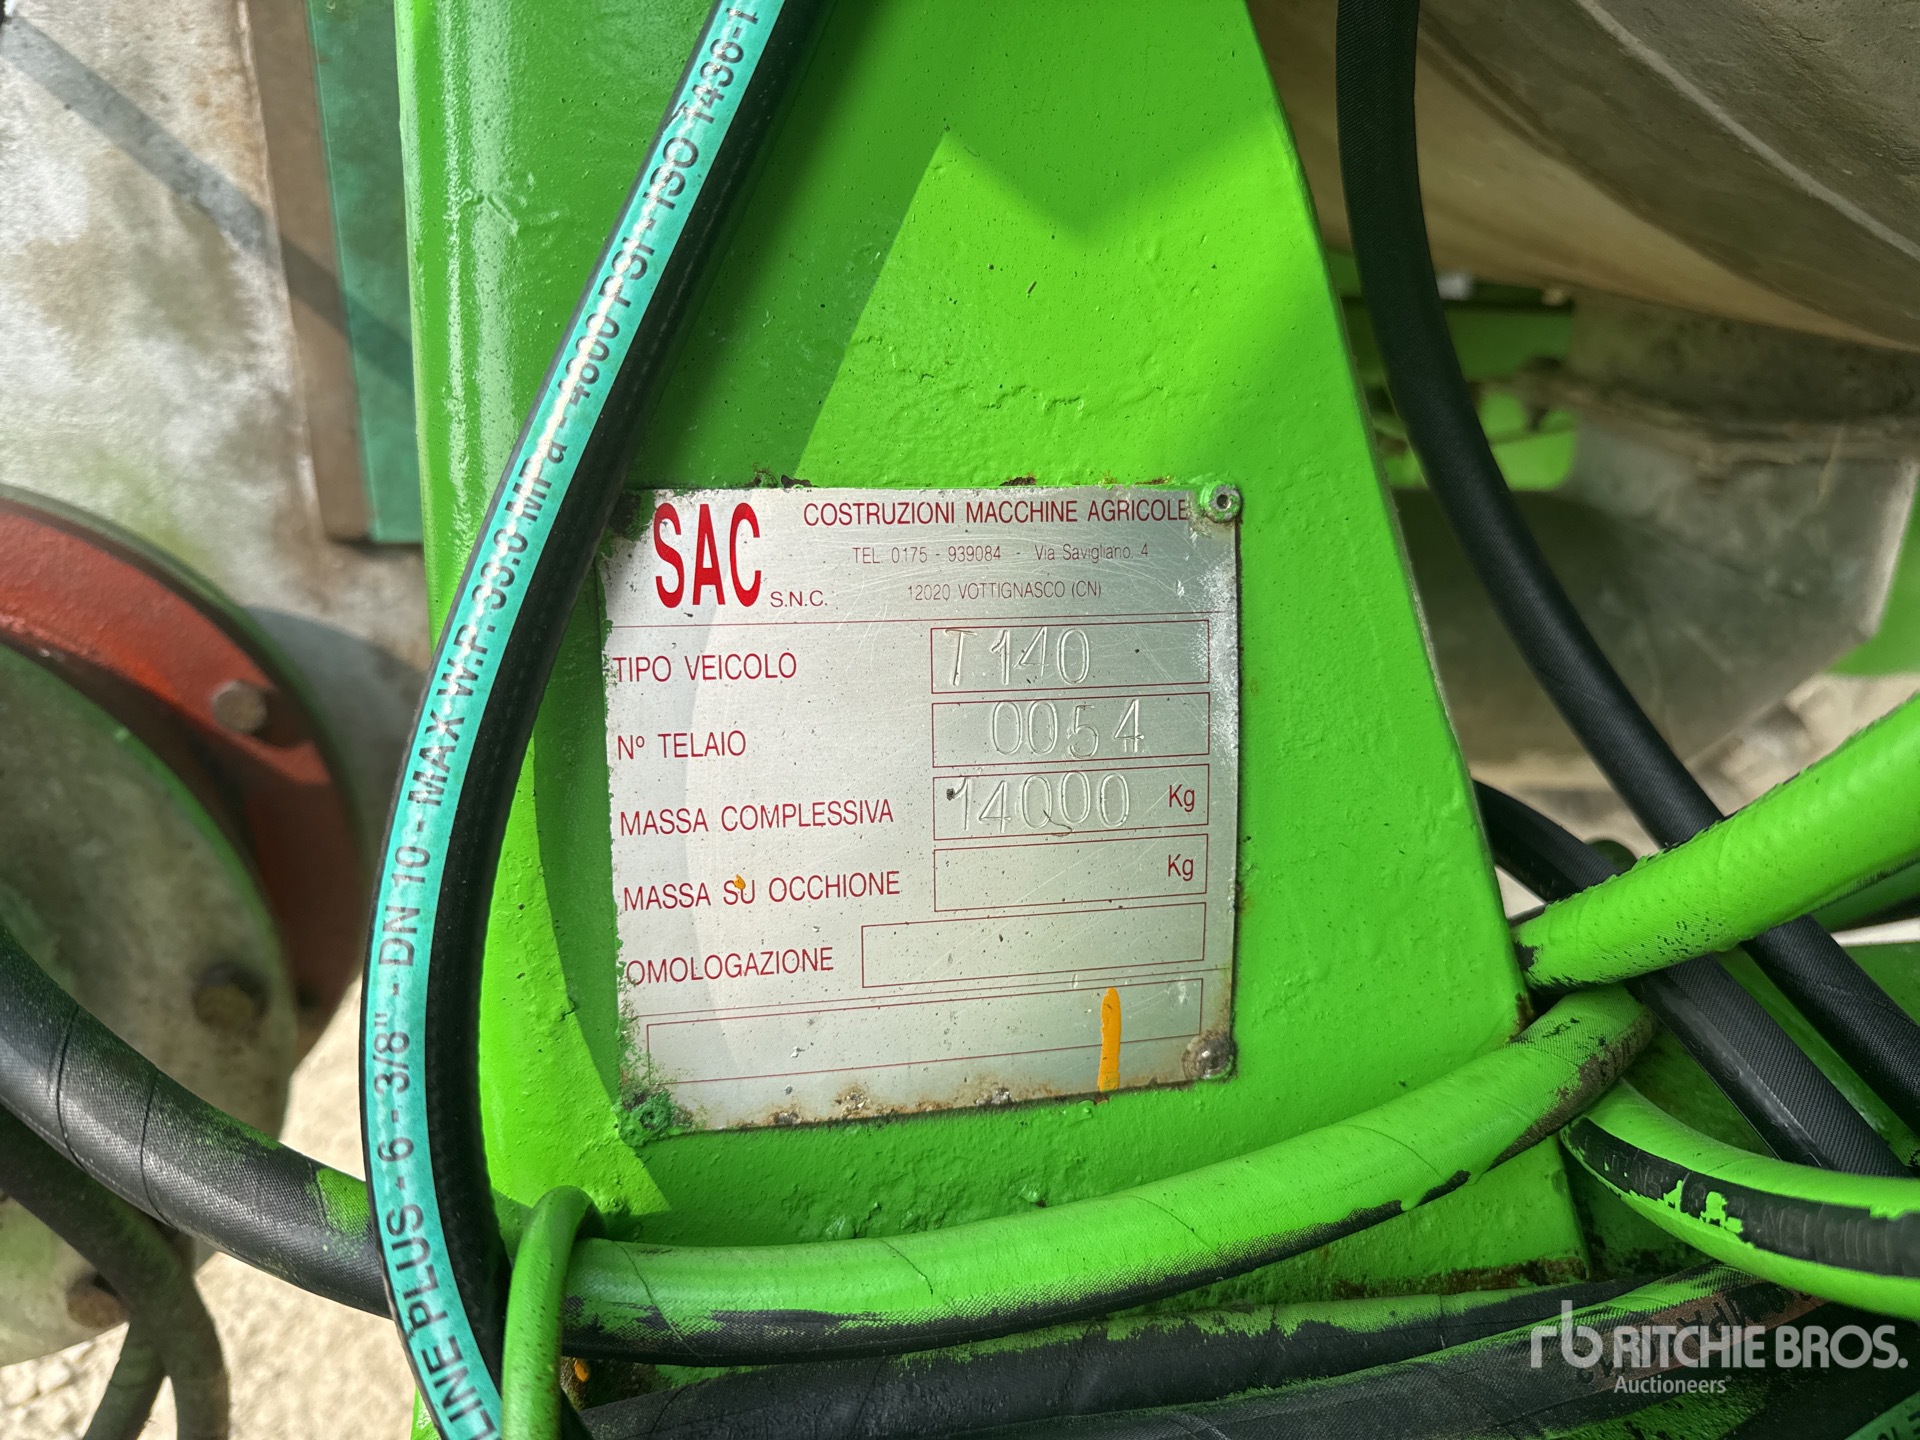 SAC S.N.C.
COSTRUZIONI MACCHINE AGRICOLE
TEL. 0175 - 939084 - Via Savigliano, 4
12020 VOTTIGNASCO (CN)
TIPO VEICOLO T140
Nº TELAIO 0054
MASSA COMPLESSIVA 14000 Kg
MASSA SU OCCHIONE Kg
OMOLOGAZIONE
LINE PLUS - 6 - 3/8" - DN 10 - MAX W.P. 33.0 MPa - 4800 PSI - ISO 1436-1
RITCHIE BROS.
Auctioneers